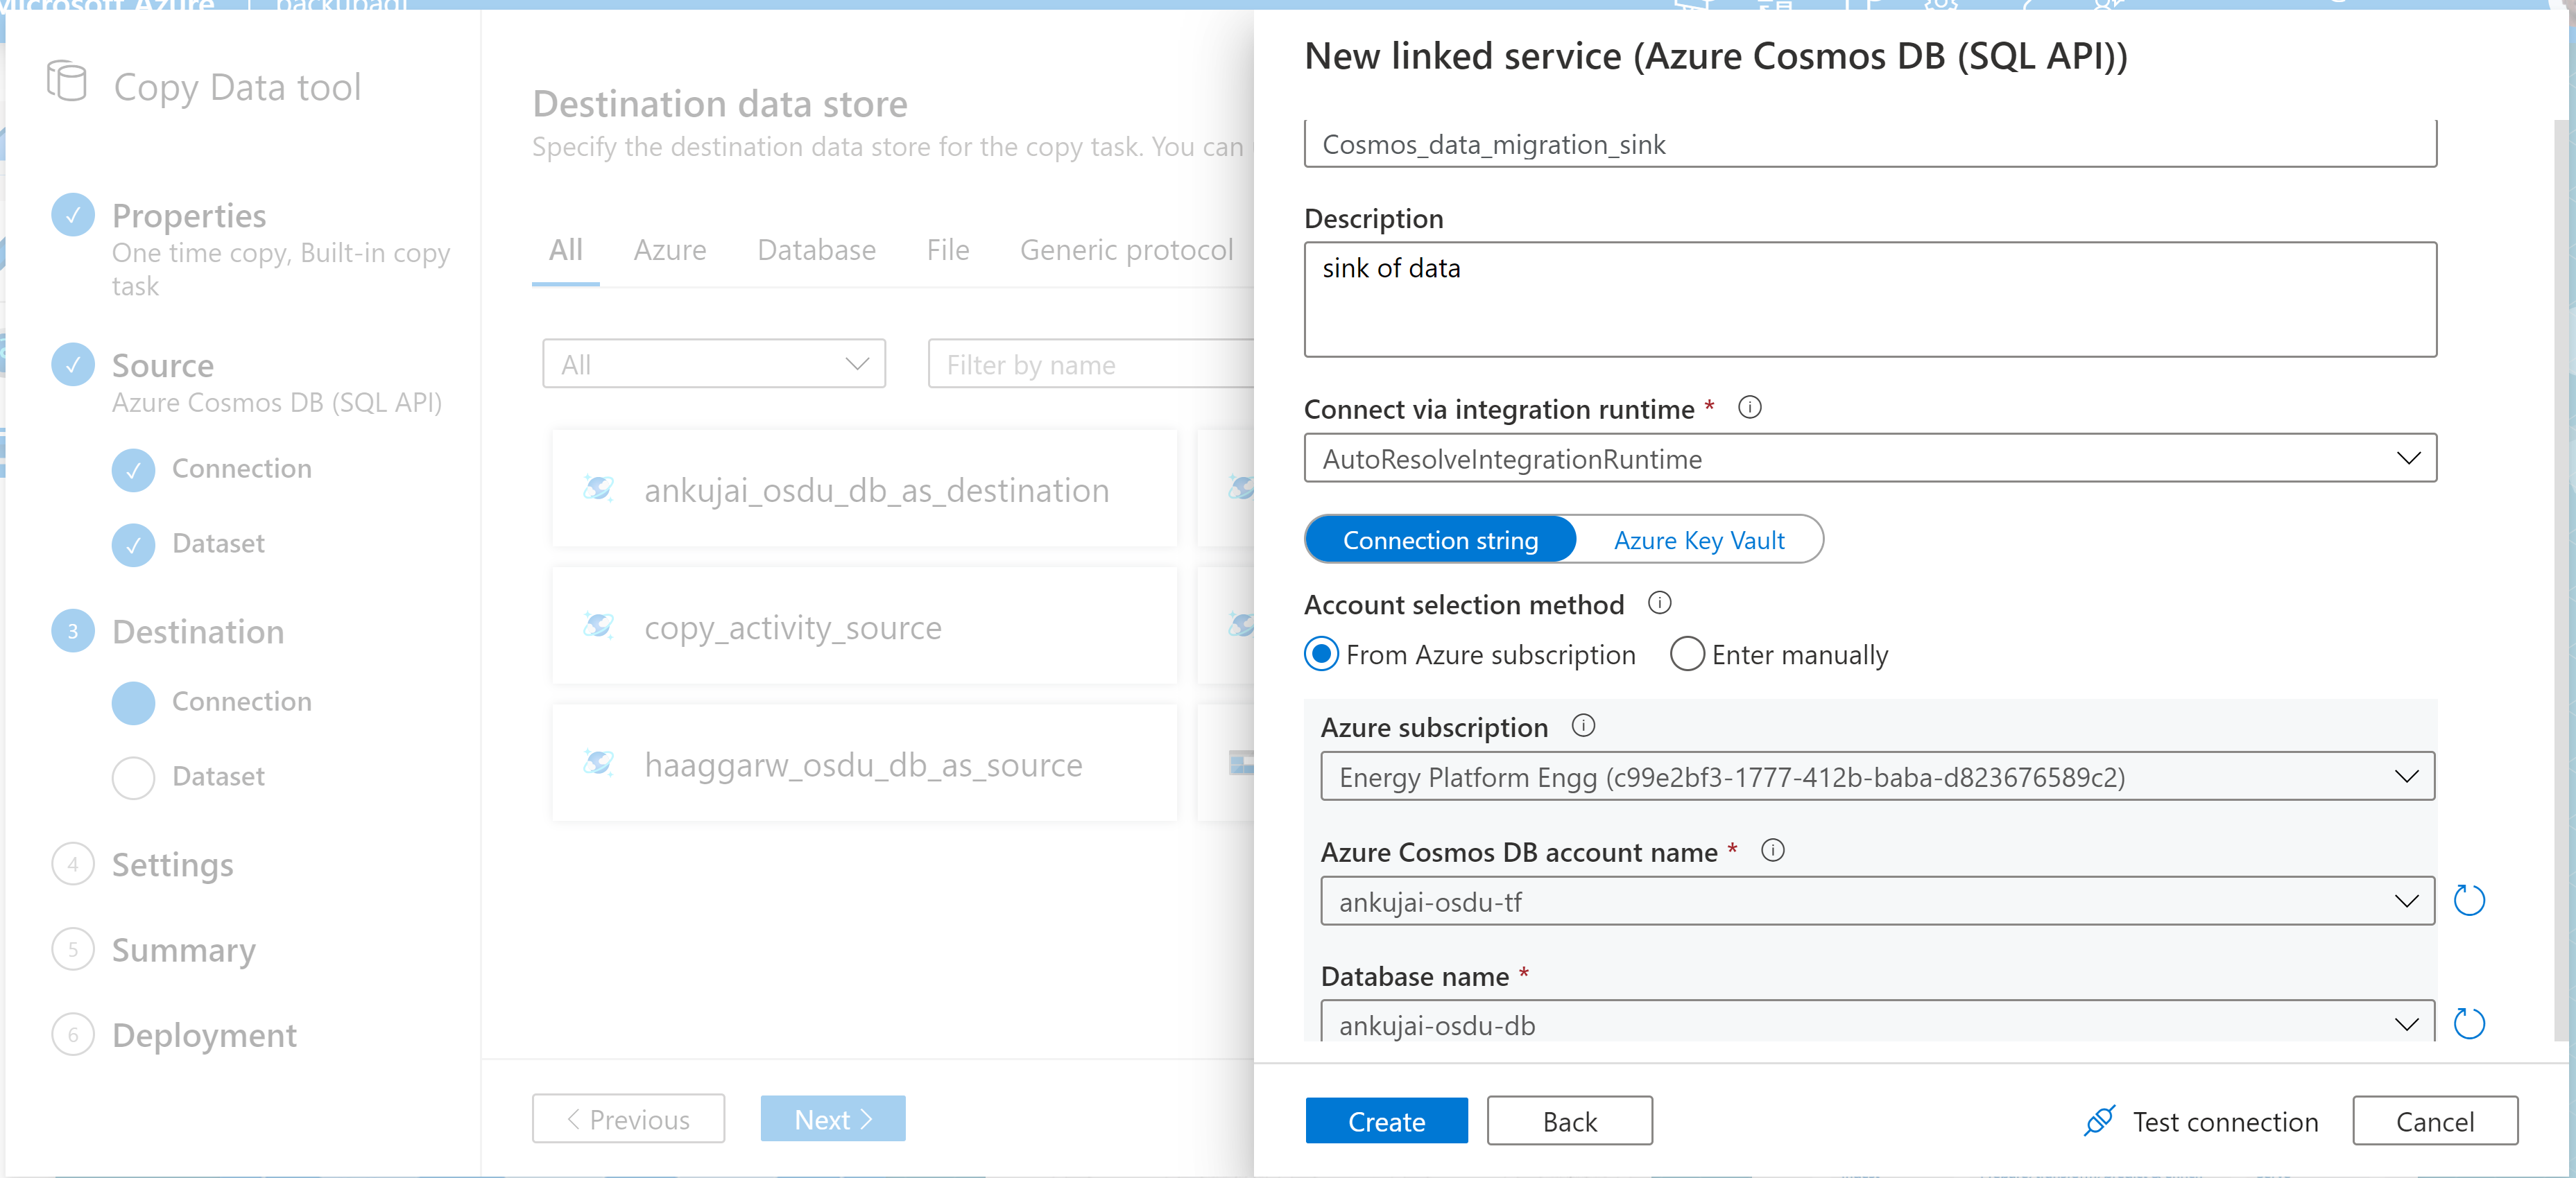 Microsoft Azure
backupadf
Copy Data tool
✓ Properties
One time copy, Built-in copy
task
✓ Source
Azure Cosmos DB (SQL API)
✓ Connection
✓ Dataset
3 Destination
Connection
Dataset
4 Settings
5 Summary
6 Deployment
Destination data store
Specify the destination data store for the copy task. You can
All Azure Database File Generic protocol
All
Filter by name
ankujai_osdu_db_as_destination
copy_activity_source
haaggarw_osdu_db_as_source
< Previous
Next >
New linked service (Azure Cosmos DB (SQL API))
Cosmos_data_migration_sink
Description
sink of data
Connect via integration runtime *
AutoResolveIntegrationRuntime
Connection string Azure Key Vault
Account selection method
From Azure subscription Enter manually
Azure subscription
Energy Platform Engg (c99e2bf3-1777-412b-baba-d823676589c2)
Azure Cosmos DB account name *
ankujai-osdu-tf
Database name *
ankujai-osdu-db
Create
Back
Test connection
Cancel